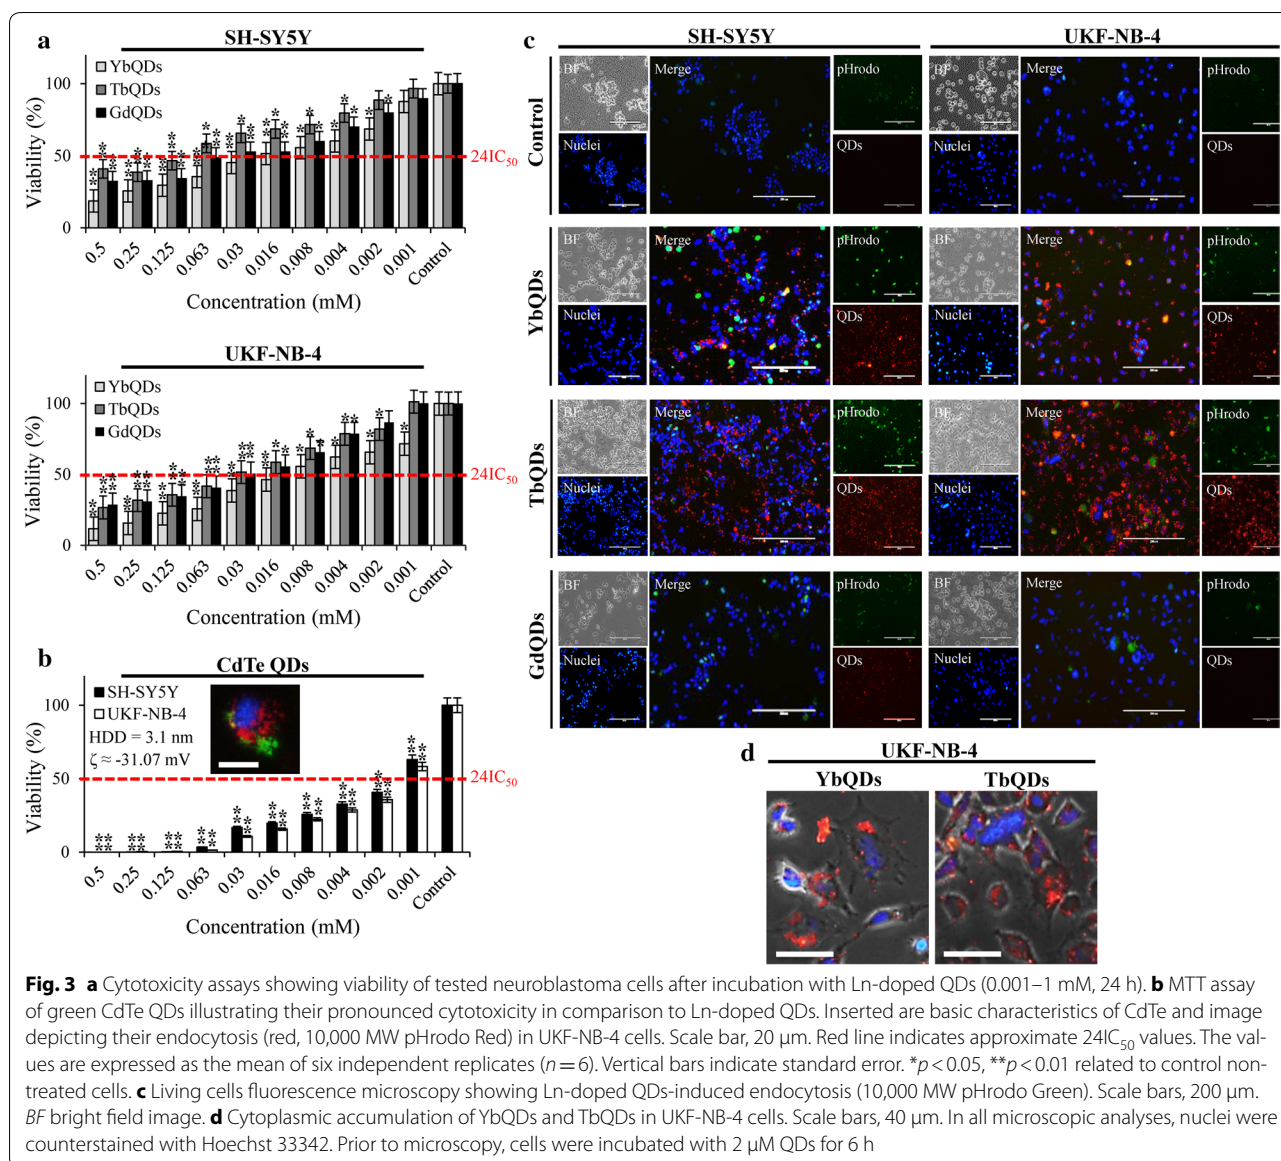 a
SH-SY5Y
YbQDs
TbQDs
GdQDs
Viability (%)
100
50
0
24IC50
0.5
0.25
0.125
0.063
0.03
0.016
0.008
0.004
0.002
0.001
Control
Concentration (mM)
UKF-NB-4
YbQDs
TbQDs
GdQDs
Viability (%)
100
50
0
24IC50
0.5
0.25
0.125
0.063
0.03
0.016
0.008
0.004
0.002
0.001
Control
Concentration (mM)
b
CdTe QDs
SH-SY5Y
UKF-NB-4
HDD = 3.1 nm
ζ ≈ -31.07 mV
Viability (%)
100
50
0
24IC50
0.5
0.25
0.125
0.063
0.03
0.016
0.008
0.004
0.002
0.001
Control
Concentration (mM)
c
SH-SY5Y
UKF-NB-4
Control
BF
Merge
pHrodo
BF
Merge
pHrodo
Nuclei
QDs
Nuclei
QDs
YbQDs
BF
Merge
pHrodo
BF
Merge
pHrodo
Nuclei
QDs
Nuclei
QDs
TbQDs
BF
Merge
pHrodo
BF
Merge
pHrodo
Nuclei
QDs
Nuclei
QDs
GdQDs
BF
Merge
pHrodo
BF
Merge
pHrodo
Nuclei
QDs
Nuclei
QDs
d
UKF-NB-4
YbQDs
TbQDs
Fig. 3 a Cytotoxicity assays showing viability of tested neuroblastoma cells after incubation with Ln-doped QDs (0.001–1 mM, 24 h). b MTT assay
of green CdTe QDs illustrating their pronounced cytotoxicity in comparison to Ln-doped QDs. Inserted are basic characteristics of CdTe and image
depicting their endocytosis (red, 10,000 MW pHrodo Red) in UKF-NB-4 cells. Scale bar, 20 μm. Red line indicates approximate 24IC50 values. The val-
ues are expressed as the mean of six independent replicates (n = 6). Vertical bars indicate standard error. *p < 0.05, **p < 0.01 related to control non-
treated cells. c Living cells fluorescence microscopy showing Ln-doped QDs-induced endocytosis (10,000 MW pHrodo Green). Scale bars, 200 μm.
BF bright field image. d Cytoplasmic accumulation of YbQDs and TbQDs in UKF-NB-4 cells. Scale bars, 40 μm. In all microscopic analyses, nuclei were
counterstained with Hoechst 33342. Prior to microscopy, cells were incubated with 2 μM QDs for 6 h